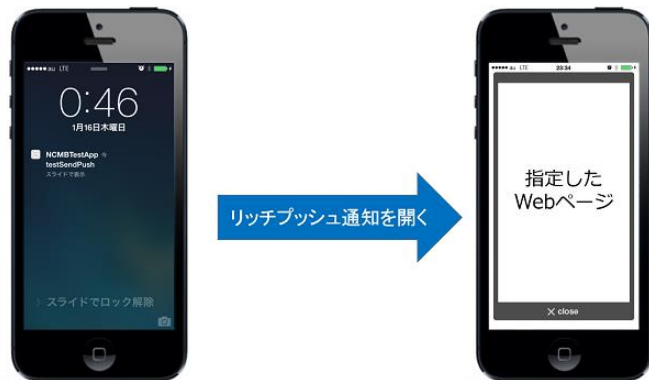 au LTE
0:46
1月16日木曜日
NCMBTestApp 今
testSendPush
スライドで表示
> スライドでロック解除
リッチプッシュ通知を開く
au LTE 23:34
指定した
Webページ
× close